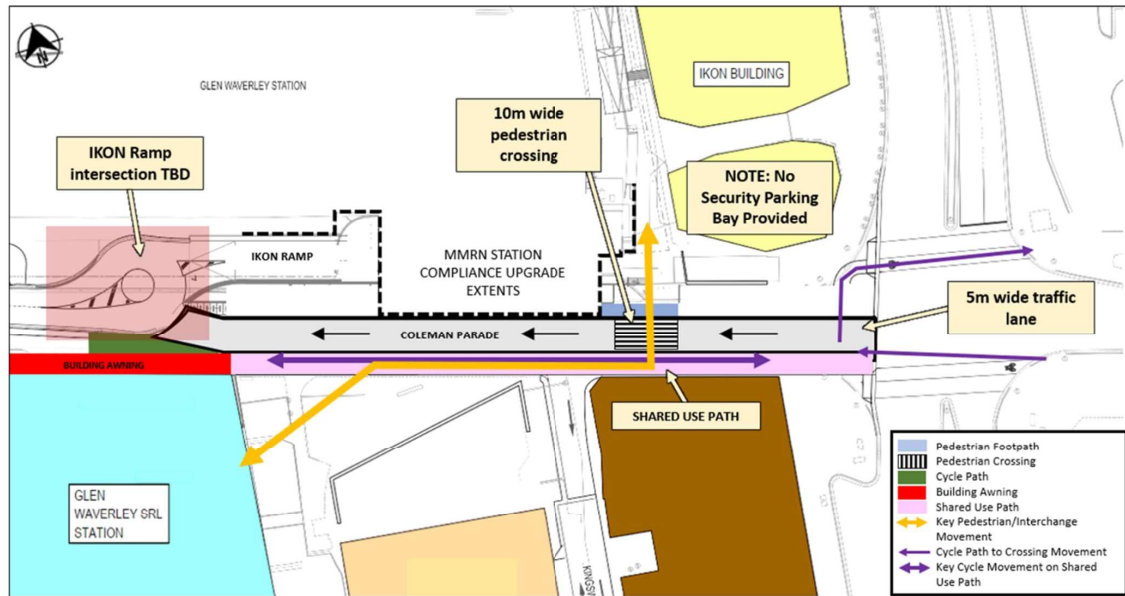 N
GLEN WAVERLEY STATION
IKON BUILDING
10m wide
pedestrian
crossing
IKON Ramp
intersection TBD
NOTE: No
Security Parking
Bay Provided
IKON RAMP
MMRN STATION
COMPLIANCE UPGRADE
EXTENTS
5m wide traffic
lane
COLEMAN PARADE
BUILDING AWNING
SHARED USE PATH
GLEN
WAVERLEY SRL
STATION
KINGSW
Pedestrian Footpath
Pedestrian Crossing
Cycle Path
Building Awning
Shared Use Path
Key Pedestrian/Interchange
Movement
Cycle Path to Crossing Movement
Key Cycle Movement on Shared
Use Path